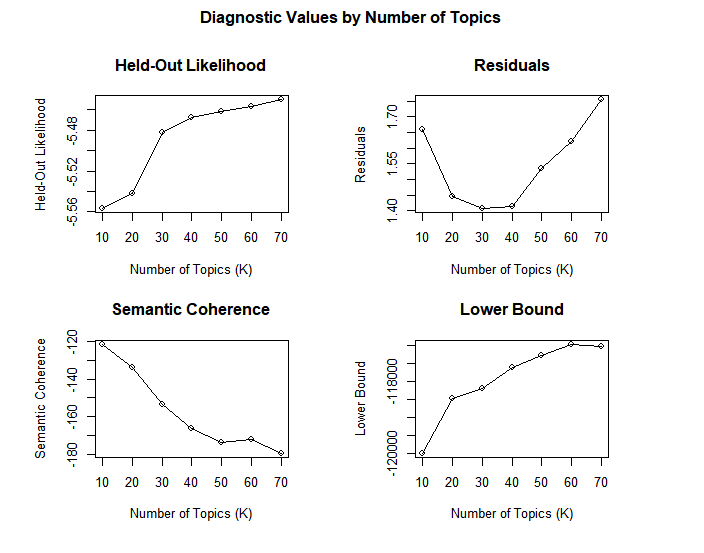 Diagnostic Values by Number of Topics
Held-Out Likelihood
Held-Out Likelihood
-5.48
-5.52
-5.56
10 20 30 40 50 60 70
Number of Topics (K)
Residuals
Residuals
1.70
1.55
1.40
10 20 30 40 50 60 70
Number of Topics (K)
Semantic Coherence
Semantic Coherence
-120
-140
-160
-180
10 20 30 40 50 60 70
Number of Topics (K)
Lower Bound
Lower Bound
-118000
-120000
10 20 30 40 50 60 70
Number of Topics (K)